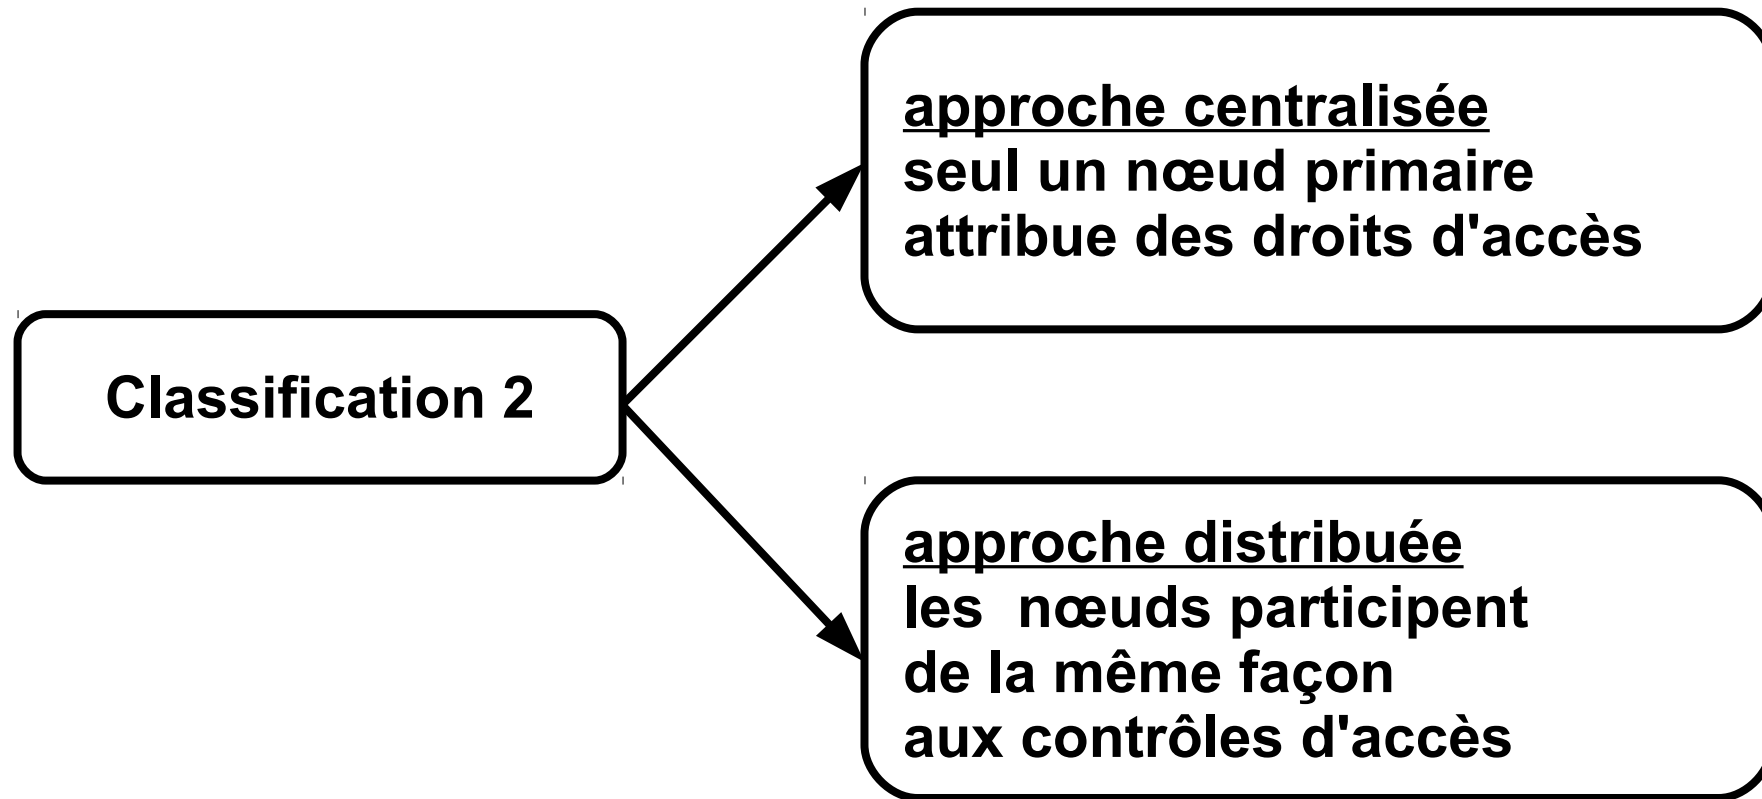 approche centralisée
seul un nœud primaire
attribue des droits d'accès
Classification 2
approche distribuée
les  nœuds participent
de la même façon
aux contrôles d'accès